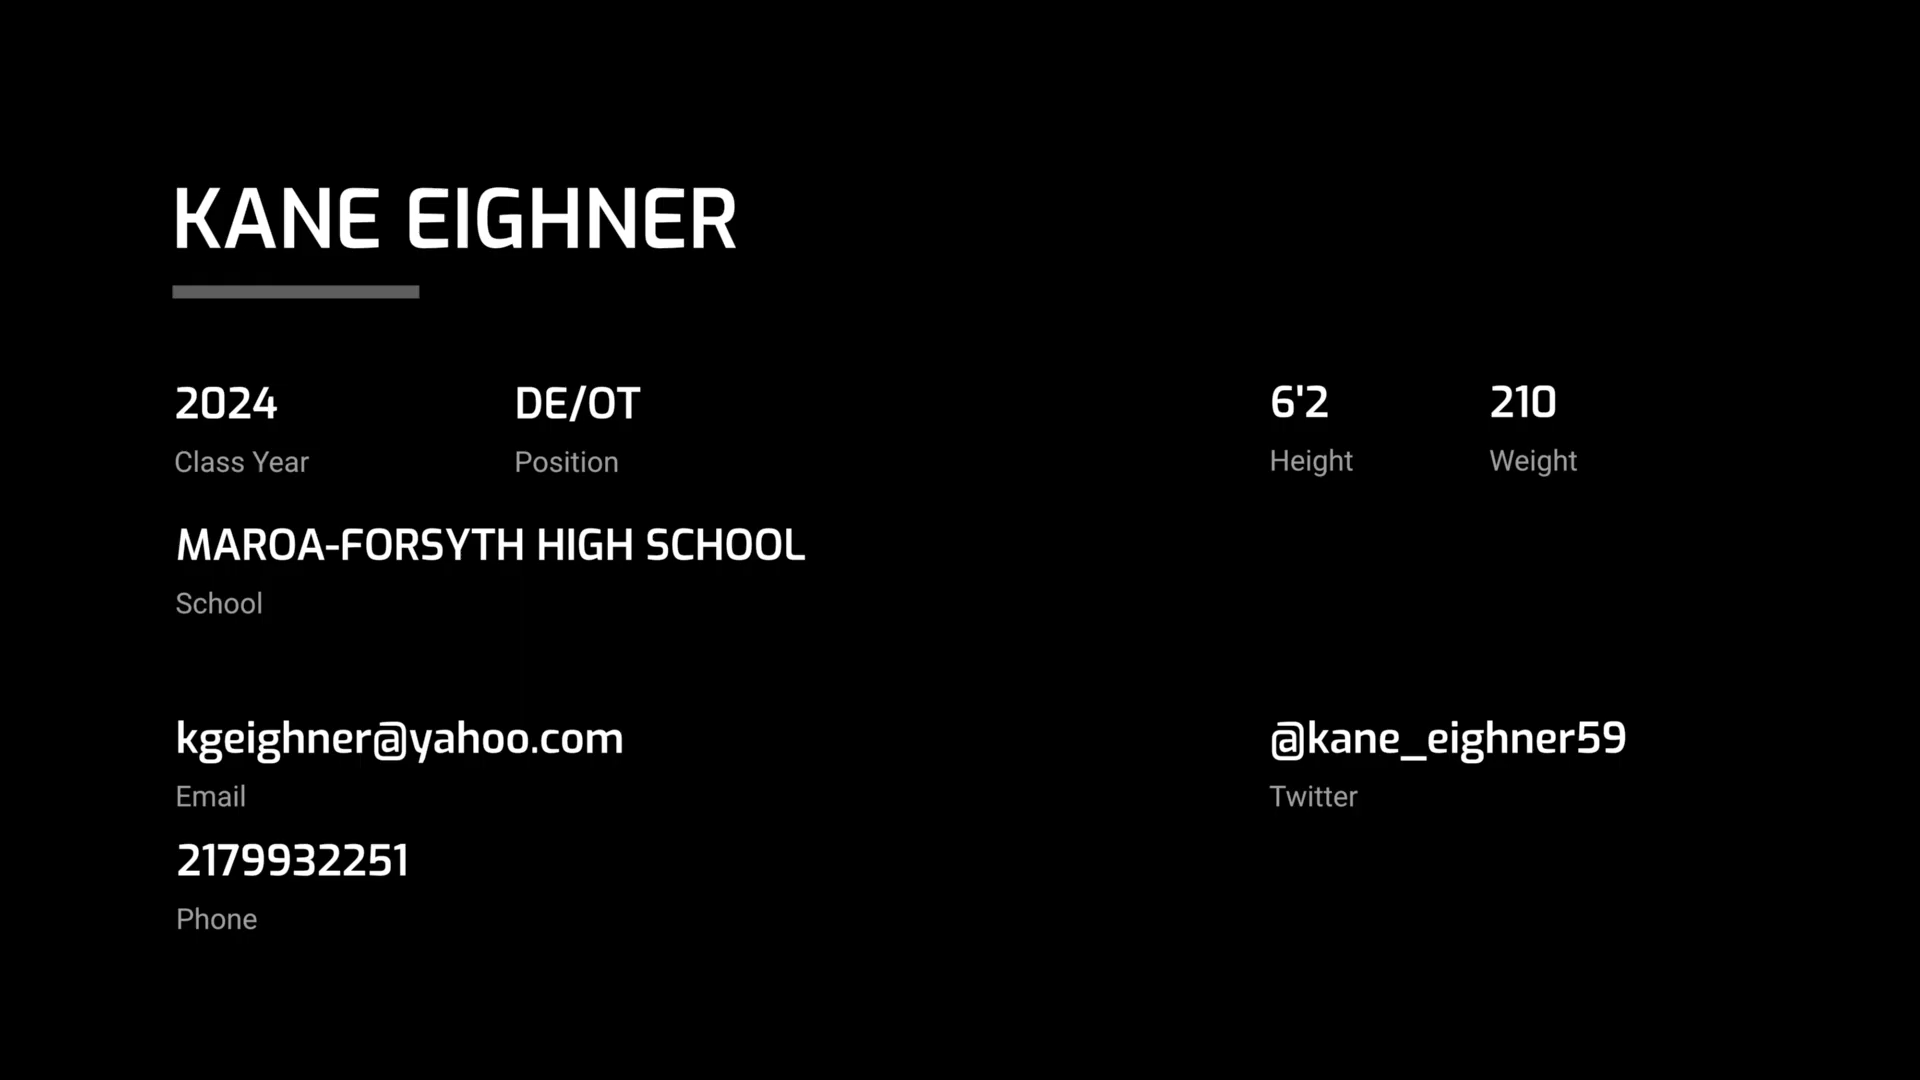 KANE EIGHNER
2024 DE/OT 6'2 210
Class Year Position Height Weight
MAROA-FORSYTH HIGH SCHOOL
School
kgeighner@yahoo.com @kane_eighner59
Email Twitter
2179932251
Phone